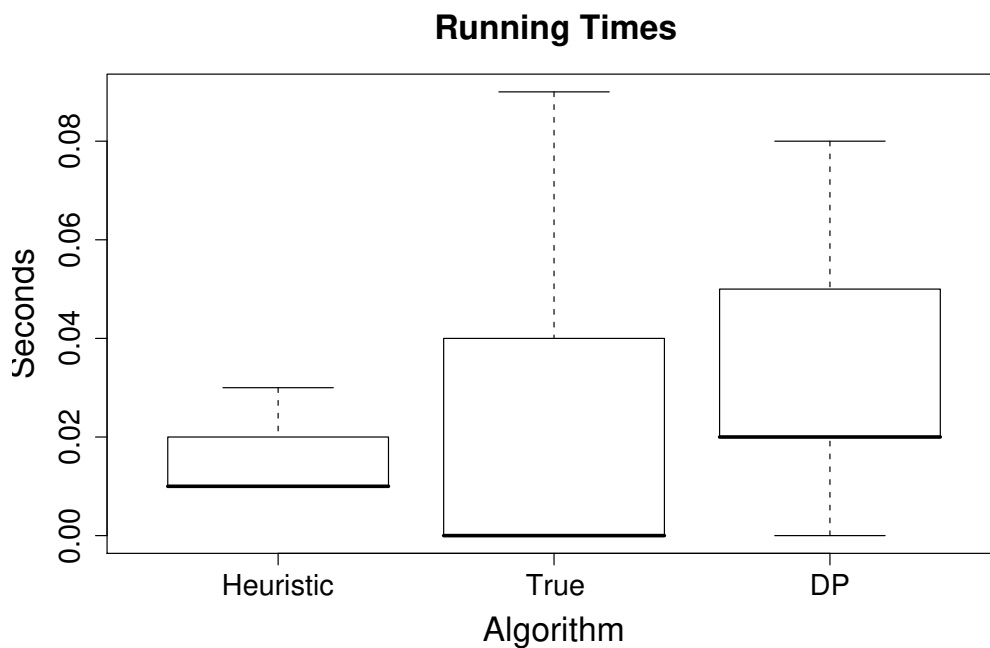 Running Times
Seconds
0.08
0.06
0.04
0.02
0.00
Heuristic True DP
Algorithm